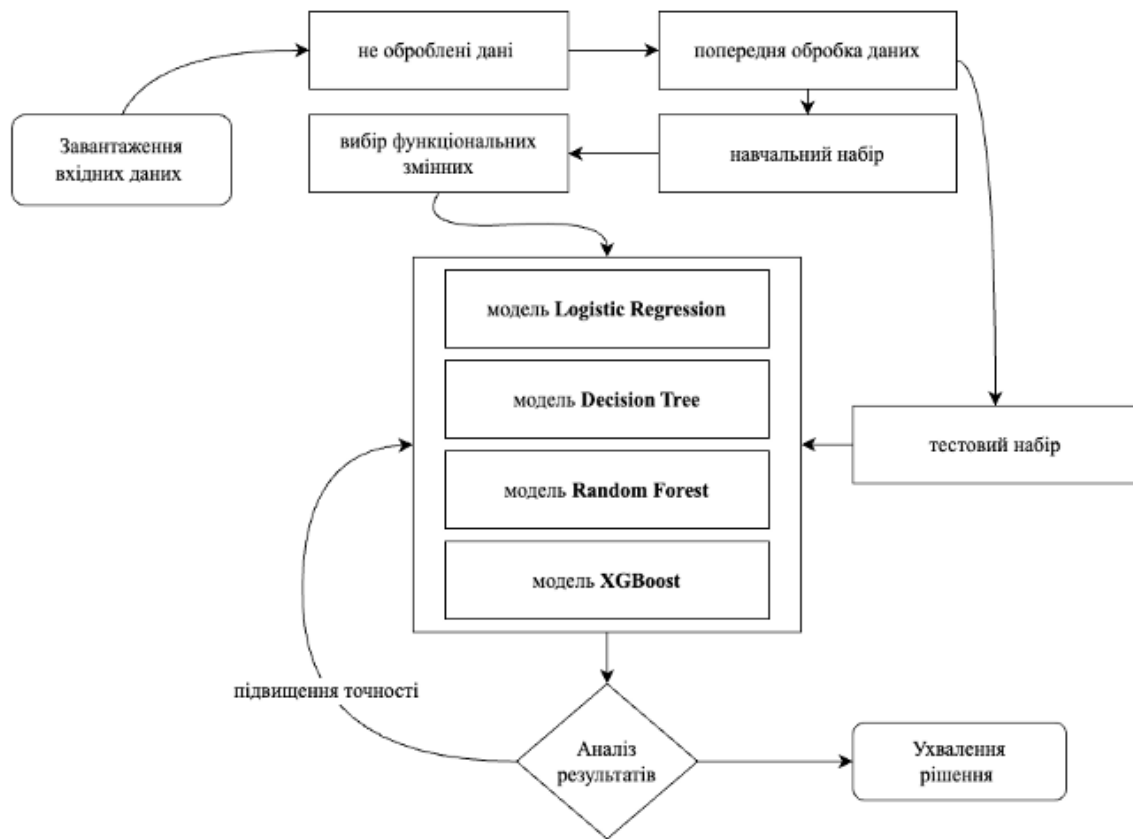 не оброблені дані
попередня обробка даних
Завантаження
вхідних даних
вибір функціональних
змінних
навчальний набір
модель Logistic Regression
модель Decision Tree
тестовий набір
модель Random Forest
модель XGBoost
підвищення точності
Аналіз
результатів
Ухвалення
рішення